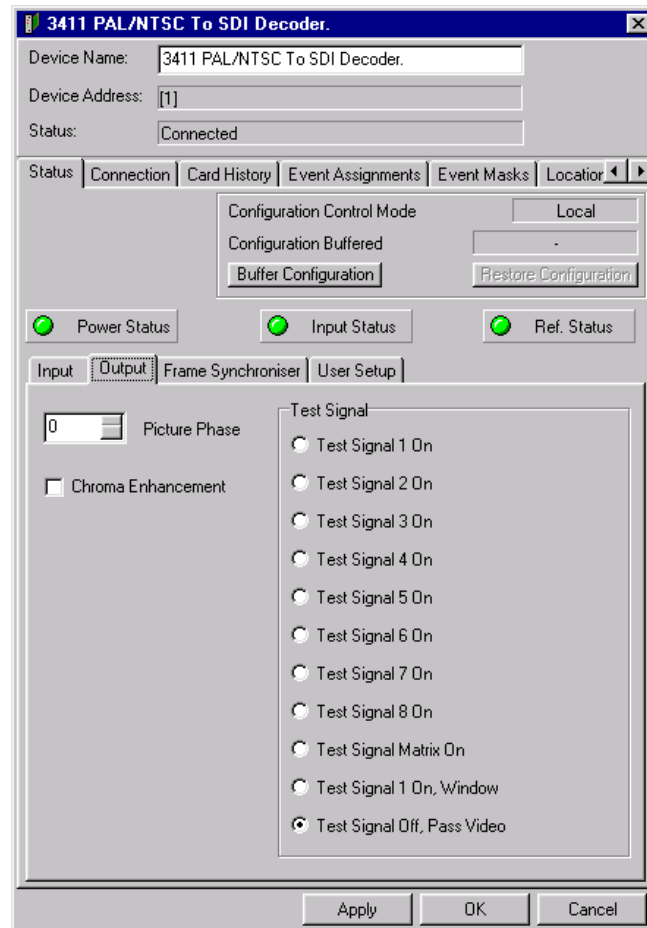 3411 PAL/NTSC To SDI Decoder.
Device Name: 3411 PAL/NTSC To SDI Decoder.
Device Address: [1]
Status: Connected
Status Connection Card History Event Assignments Event Masks Location
Configuration Control Mode Local
Configuration Buffered -
Buffer Configuration Restore Configuration
Power Status Input Status Ref. Status
Input Output Frame Synchroniser User Setup
Test Signal
0 Picture Phase
Test Signal 1 On
Chroma Enhancement Test Signal 2 On
Test Signal 3 On
Test Signal 4 On
Test Signal 5 On
Test Signal 6 On
Test Signal 7 On
Test Signal 8 On
Test Signal Matrix On
Test Signal 1 On, Window
Test Signal Off, Pass Video
Apply OK Cancel